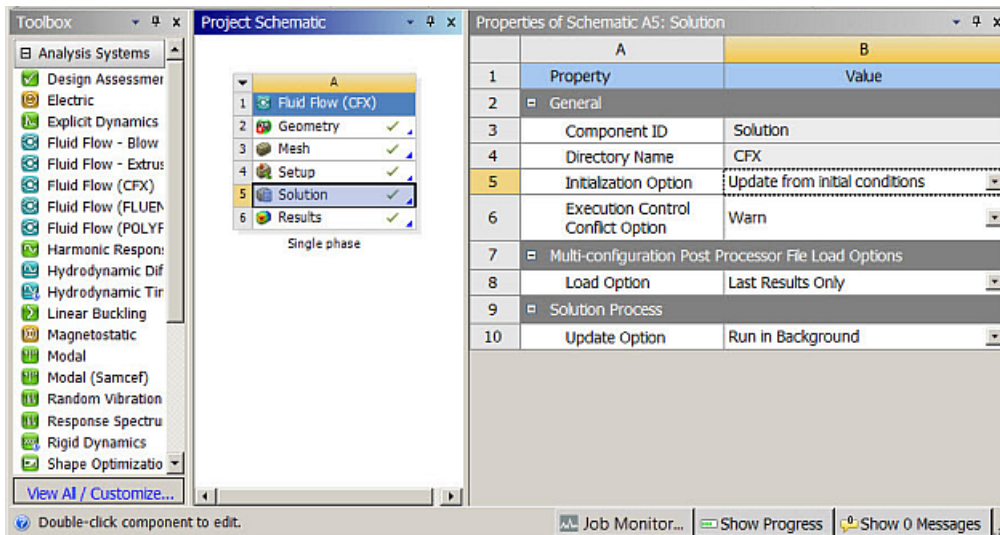 Toolbox
Analysis Systems
Design Assessmer
Electric
Explicit Dynamics
Fluid Flow - Blow
Fluid Flow - Extrus
Fluid Flow (CFX)
Fluid Flow (FLUEN
Fluid Flow (POLYF
Harmonic Respon:
Hydrodynamic Dif
Hydrodynamic Tir
Linear Buckling
Magnetostatic
Modal
Modal (Samcef)
Random Vibration
Response Spectru
Rigid Dynamics
Shape Optimizatio
View All / Customize...
Project Schematic
A
1 Fluid Flow (CFX)
2 Geometry
3 Mesh
4 Setup
5 Solution
6 Results
Single phase
Properties of Schematic A5: Solution
A B
1 Property Value
2 General
3 Component ID Solution
4 Directory Name CFX
5 Initialization Option Update from initial conditions
6 Execution Control Conflict Option Warn
7 Multi-configuration Post Processor File Load Options
8 Load Option Last Results Only
9 Solution Process
10 Update Option Run in Background
Double-click component to edit.
Job Monitor... Show Progress Show 0 Messages